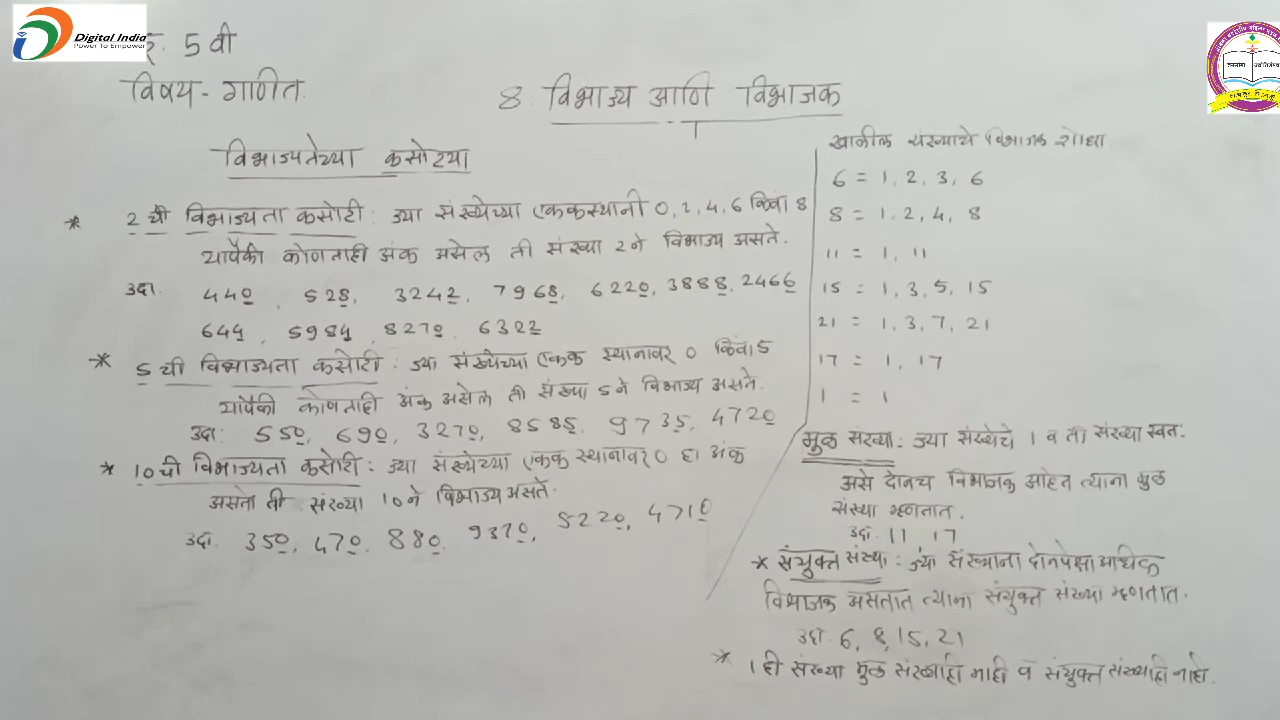 Digital India
Power To Empower
इ. 5 वी
विषय - गणित.
8. विभाज्य आणि विभाजक
विभाज्यतेच्या कसोट्या
* 2 ची विभाज्यता कसोटी : ज्या संख्येच्या एककस्थानी 0, 2, 4, 6 किंवा 8
यापैकी कोणताही अंक असेल ती संख्या 2 ने विभाज्य असते.
उदा. 440, 528, 3242, 7968, 6220, 3888, 2466
644, 5984, 8270, 6322
* 5 ची विभाज्यता कसोटी : ज्या संख्येच्या एकक स्थानावर 0 किंवा 5
यापैकी कोणताही अंक असेल ती संख्या 5 ने विभाज्य असते.
उदा: 550, 690, 3270, 8585, 9735, 4720
* 10 ची विभाज्यता कसोटी : ज्या संख्येच्या एकक स्थानावर 0 हा अंक
असतो ती संख्या 10 ने विभाज्य असते.
उदा. 350, 470, 880, 9370, 5220, 4710
खालील संख्याचे विभाजक शोधा
6 = 1, 2, 3, 6
8 = 1, 2, 4, 8
11 = 1, 11
15 = 1, 3, 5, 15
21 = 1, 3, 7, 21
17 = 1, 17
1 = 1
मुळ संख्या : ज्या संख्येचे 1 व ती संख्या स्वत:
असे दोनच विभाजक आहेत त्याना मुळ
संख्या म्हणतात.
उदा. 11, 17
* संयुक्त संख्या : ज्या संख्याना दोनपेक्षा अधिक
विभाजक असतात त्याना संयुक्त संख्या म्हणतात.
उदा. 6, 8, 15, 21
* 1 ही संख्या मुळ संख्याही नाही व संयुक्त संख्याही नाही.